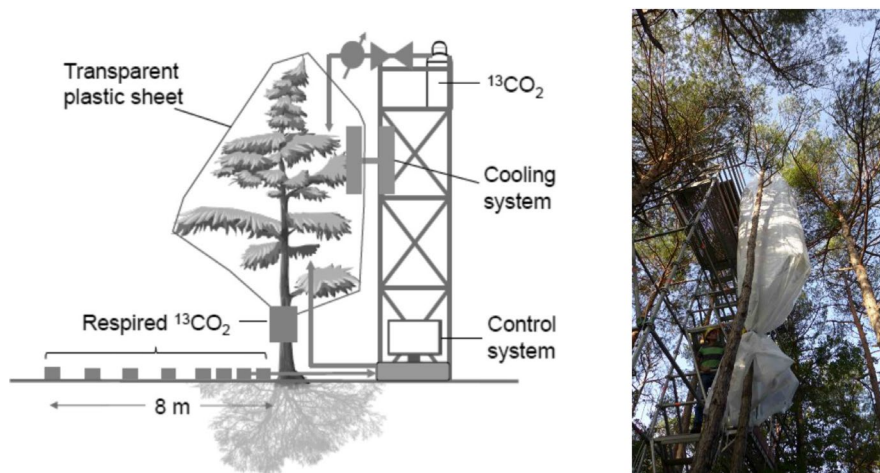 Transparent
plastic sheet
¹³CO₂
Cooling
system
Respired ¹³CO₂
Control
system
8 m